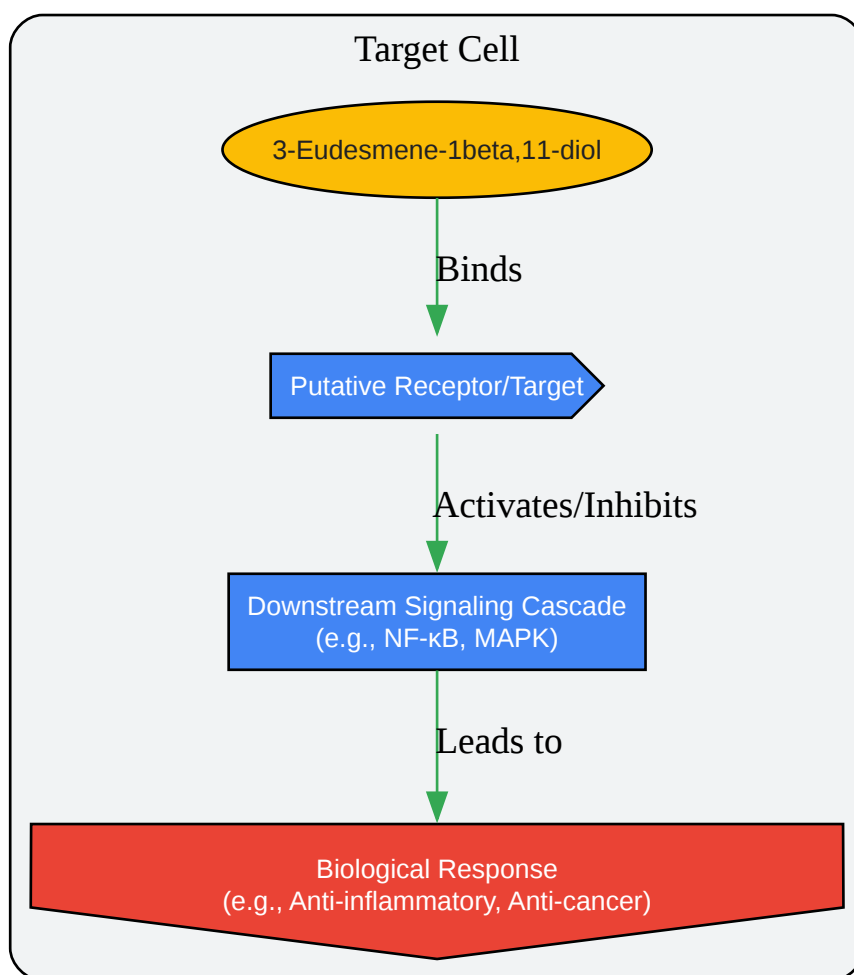 Target Cell
3-Eudesmene-1beta,11-diol
Binds
Putative Receptor/Target
Activates/Inhibits
Downstream Signaling Cascade
(e.g., NF-κB, MAPK)
Leads to
Biological Response
(e.g., Anti-inflammatory, Anti-cancer)